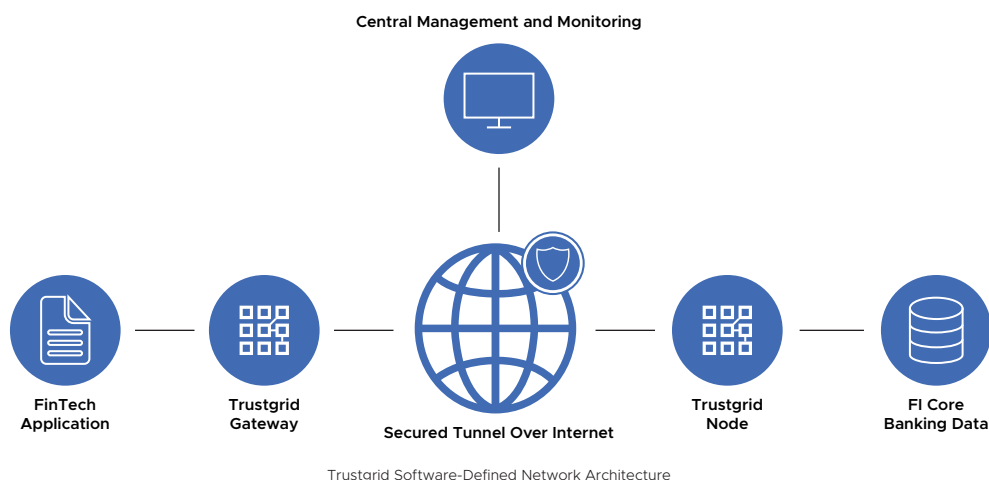 Central Management and Monitoring
FinTech
Application
Trustgrid
Gateway
Secured Tunnel Over Internet
Trustgrid
Node
FI Core
Banking Data
Trustgrid Software-Defined Network Architecture